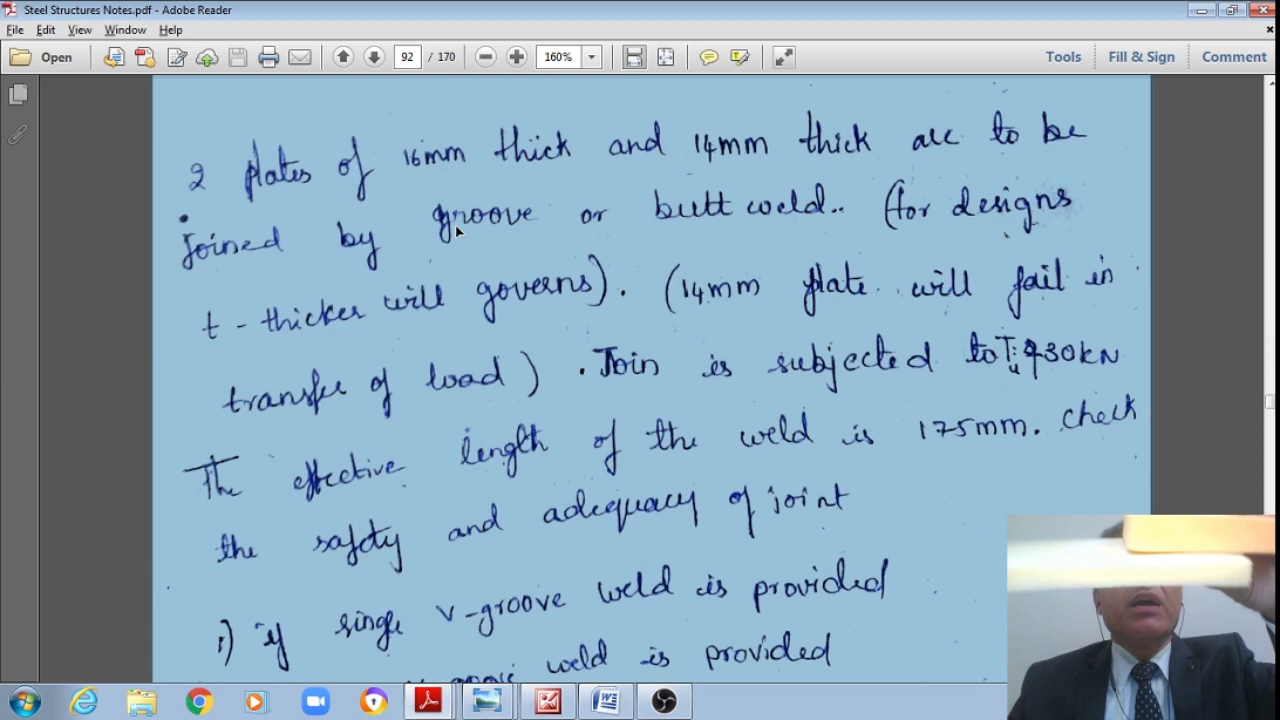 Steel Structures Notes.pdf - Adobe Reader
File Edit View Window Help
Open 92 / 170 160% Tools Fill & Sign Comment
2 plates of 16mm thick and 14mm thick are to be
joined by groove or butt weld.. (for designs
t - thicker will governs). (14mm plate will fail in
transfer of load). Join is subjected to Tu 430kN
The effective length of the weld is 175mm. check
the safty and adequacy of joint
i) if single v-groove weld is provided
weld is provided